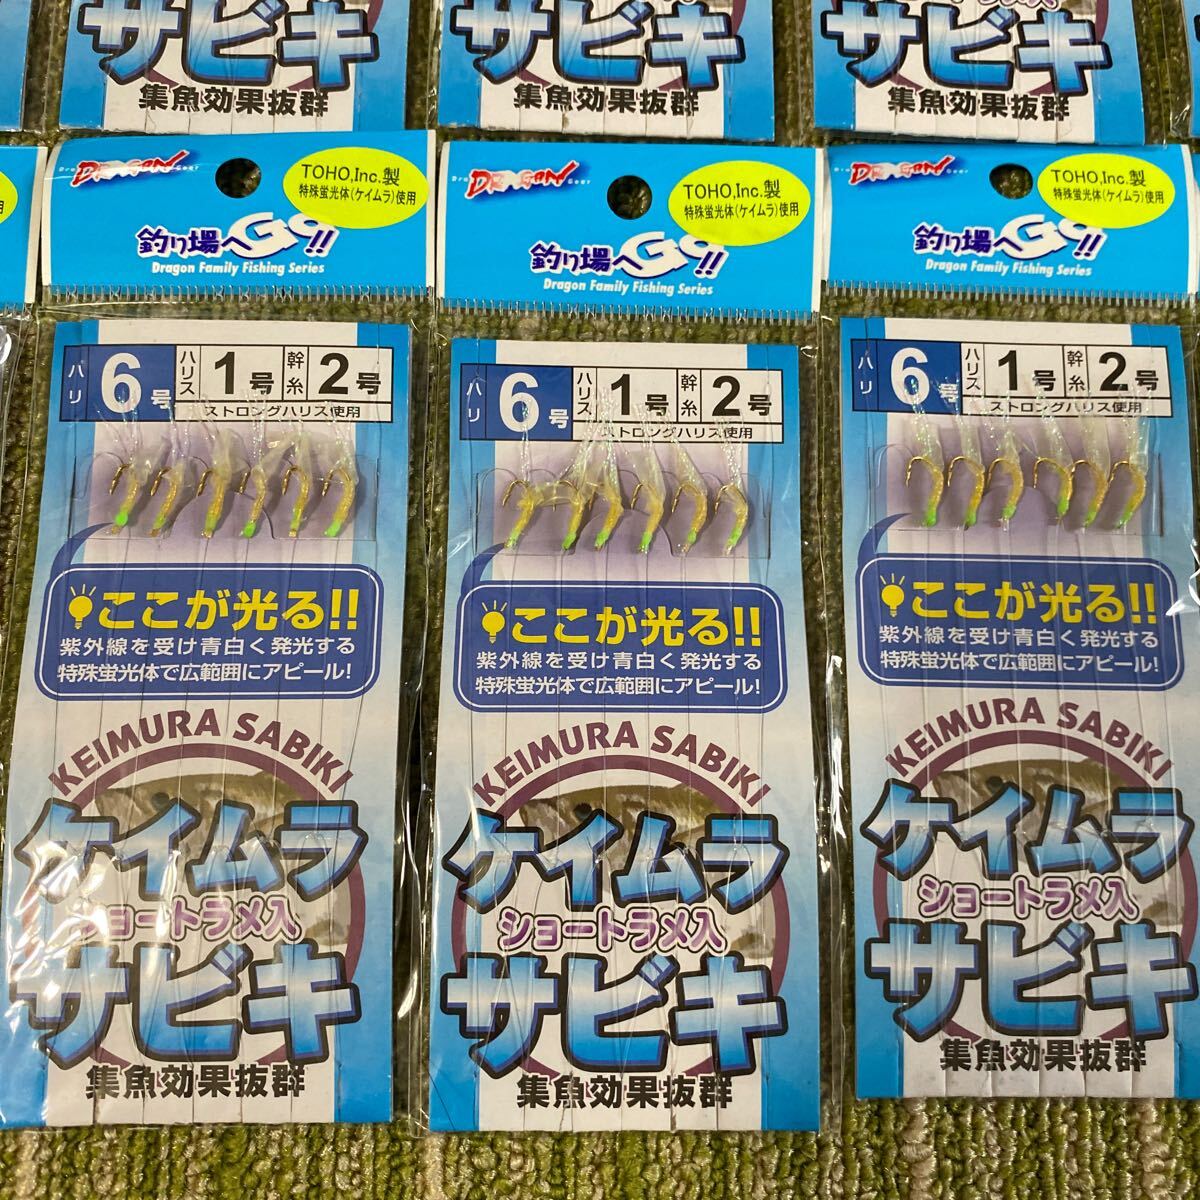 サビキ
集魚効果抜群
サビキ
集魚効果抜群
サビキ
集魚効果抜群
DRAGON
TOHO,Inc.製
特殊蛍光体(ケイムラ)使用
釣り場へGO!!
Dragon Family Fishing Series
ハリ 6号 ハリス 1号 幹糸 2号
ストロングハリス使用
ここが光る!!
紫外線を受け青白く発光する
特殊蛍光体で広範囲にアピール!
KEIMURA SABIKI
ケイムラ
ショートラメ入
サビキ
集魚効果抜群
DRAGON
TOHO,Inc.製
特殊蛍光体(ケイムラ)使用
釣り場へGO!!
Dragon Family Fishing Series
ハリ 6号 ハリス 1号 幹糸 2号
ストロングハリス使用
ここが光る!!
紫外線を受け青白く発光する
特殊蛍光体で広範囲にアピール!
KEIMURA SABIKI
ケイムラ
ショートラメ入
サビキ
集魚効果抜群
DRAGON
TOHO,Inc.製
特殊蛍光体(ケイムラ)使用
釣り場へGO!!
Dragon Family Fishing Series
ハリ 6号 ハリス 1号 幹糸 2号
ストロングハリス使用
ここが光る!!
紫外線を受け青白く発光する
特殊蛍光体で広範囲にアピール!
KEIMURA SABIKI
ケイムラ
ショートラメ入
サビキ
集魚効果抜群